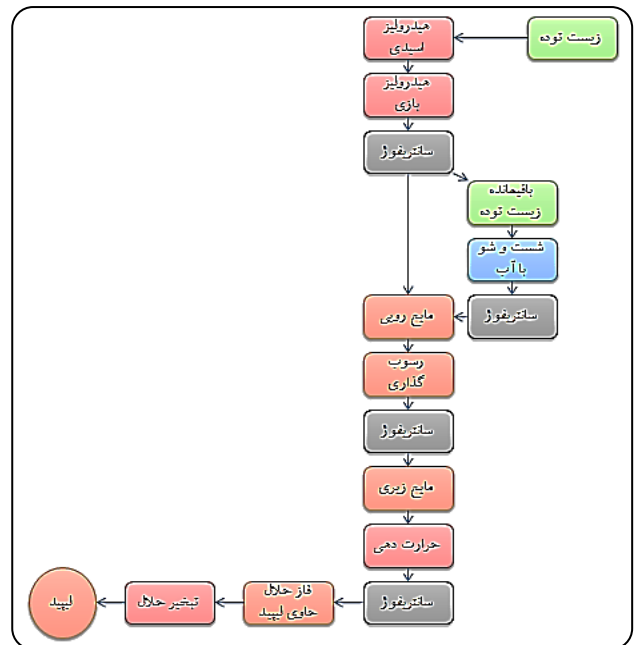 زیست توده
هیدرولیز
اسیدی
هیدرولیز
بازی
سانتریفوژ
باقیمانده
زیست توده
شست و شو
با آب
سانتریفوژ
مایع رویی
رسوب
گذاری
سانتریفوژ
مایع زیری
حرارت دهی
سانتریفوژ
فاز حلال
حاوی لیپید
تبخیر حلال
لیپید